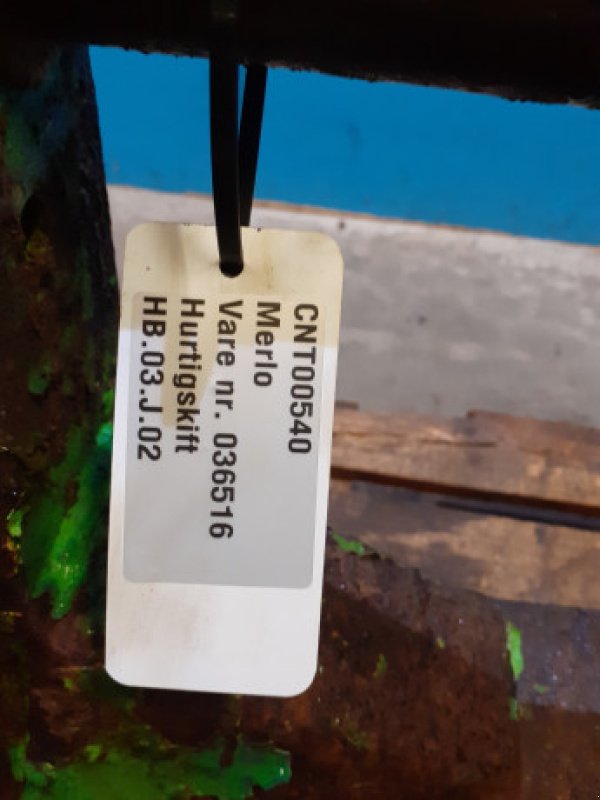 CNT00540
Merlo
Vare nr. 036516
Hurtigskift
HB.03.J.02